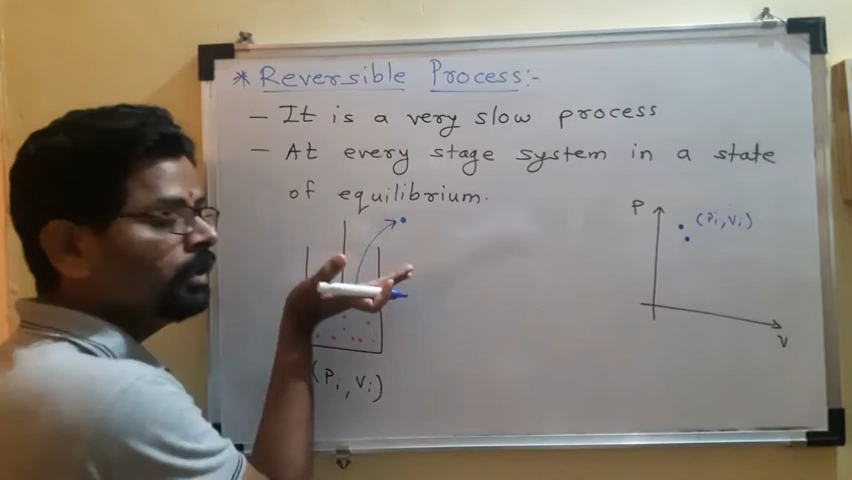 * Reversible Process:-
- It is a very slow process
- At every stage system in a state
of equilibrium.
P
(Pi, Vi)
V
(Pi, Vi)